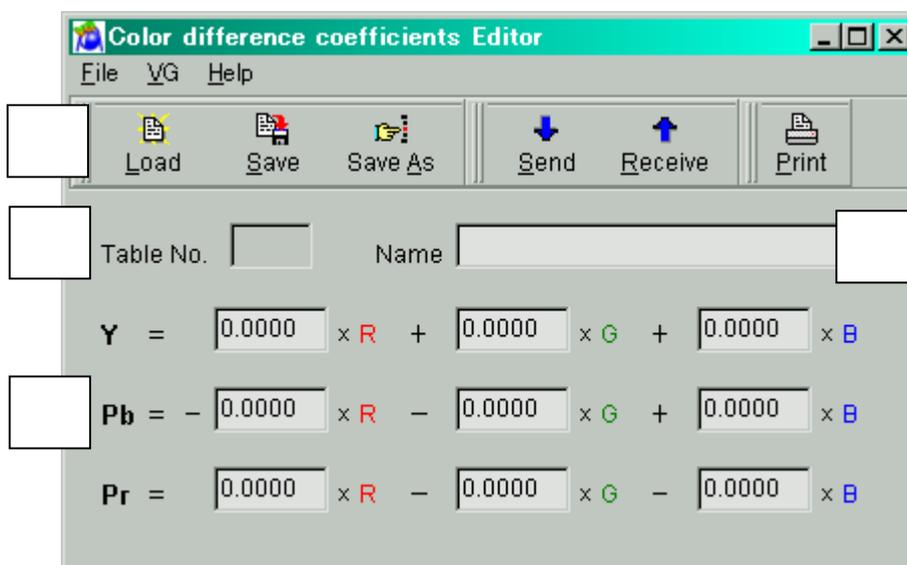 Color difference coefficients Editor
File VG Help
Load Save Save As Send Receive Print
Table No. Name
Y = 0.0000 x R + 0.0000 x G + 0.0000 x B
Pb = - 0.0000 x R - 0.0000 x G + 0.0000 x B
Pr = 0.0000 x R - 0.0000 x G - 0.0000 x B